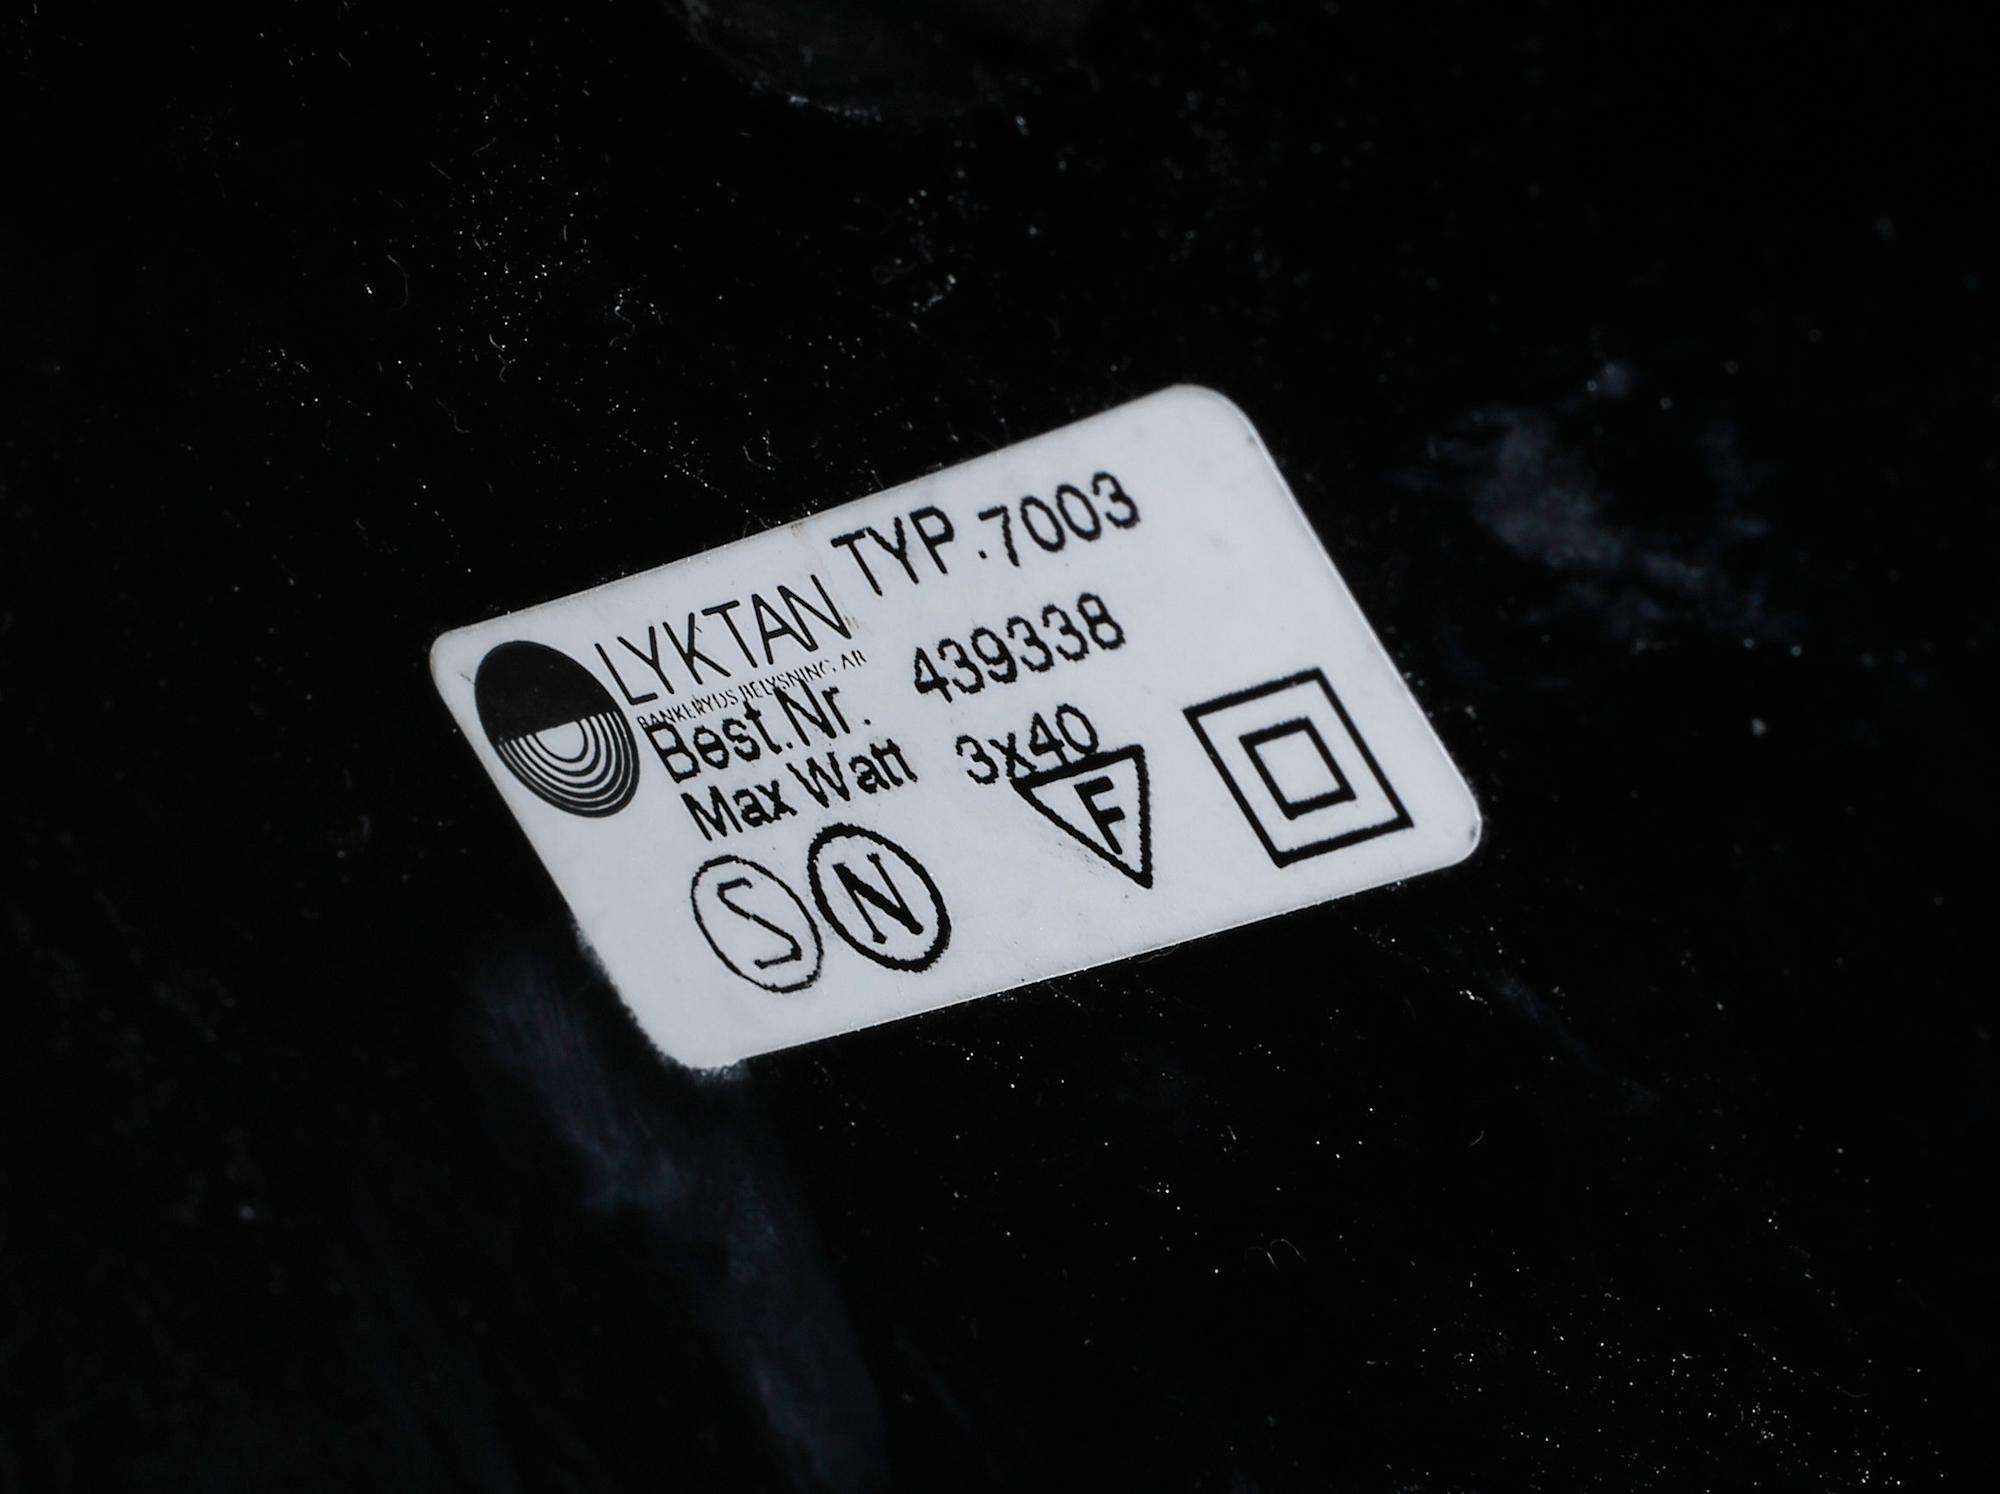 LYKTAN TYP.7003
BANKERYDS BELYSNING. AB
Best.Nr. 439338
Max Watt 3x40
S N F